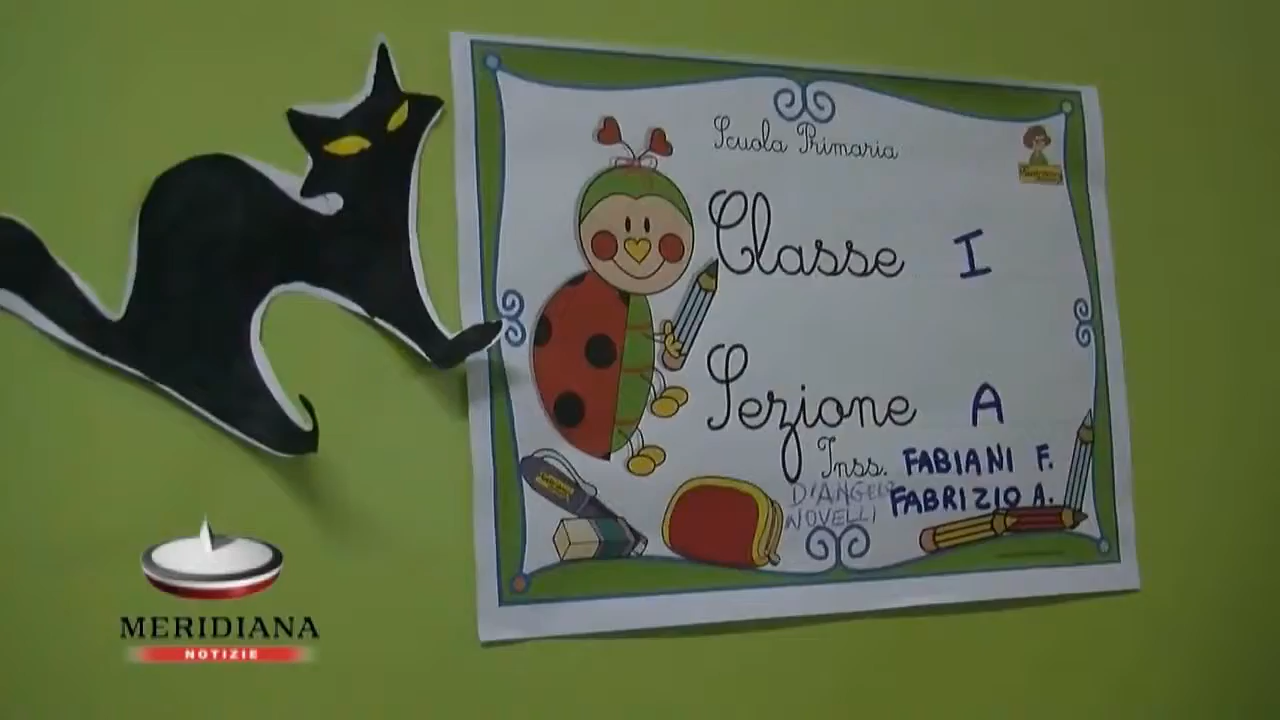 Scuola Primaria
Classe I
Sezione A
Inss. FABIANI F.
D'ANGELO FABRIZIO A.
NOVELLI
MERIDIANA
NOTIZIE